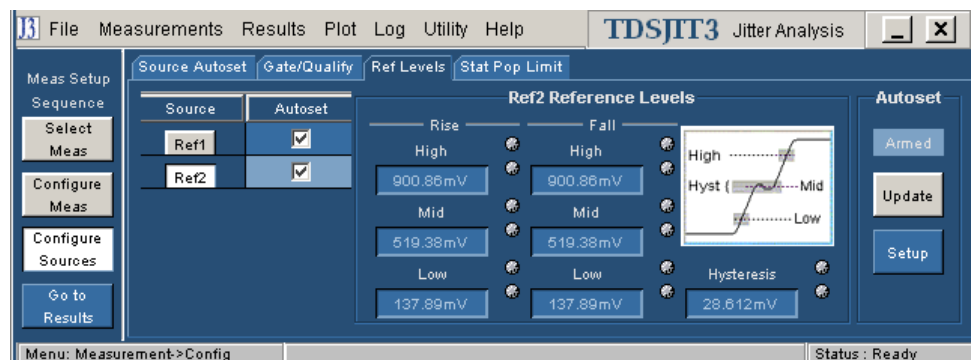 J3 File Measurements Results Plot Log Utility Help TDSJIT3 Jitter Analysis
Meas Setup
Sequence
Select
Meas
Configure
Meas
Configure
Sources
Go to
Results
Source Autoset Gate/Qualify Ref Levels Stat Pop Limit
Source Autoset
Ref1
Ref2
Ref2 Reference Levels
Rise Fall
High High
900.86mV 900.86mV
Mid Mid
519.38mV 519.38mV
Low Low
137.89mV 137.89mV
High
Hyst ( Mid
Low
Hysteresis
28.612mV
Autoset
Armed
Update
Setup
Menu: Measurement->Config Status : Ready